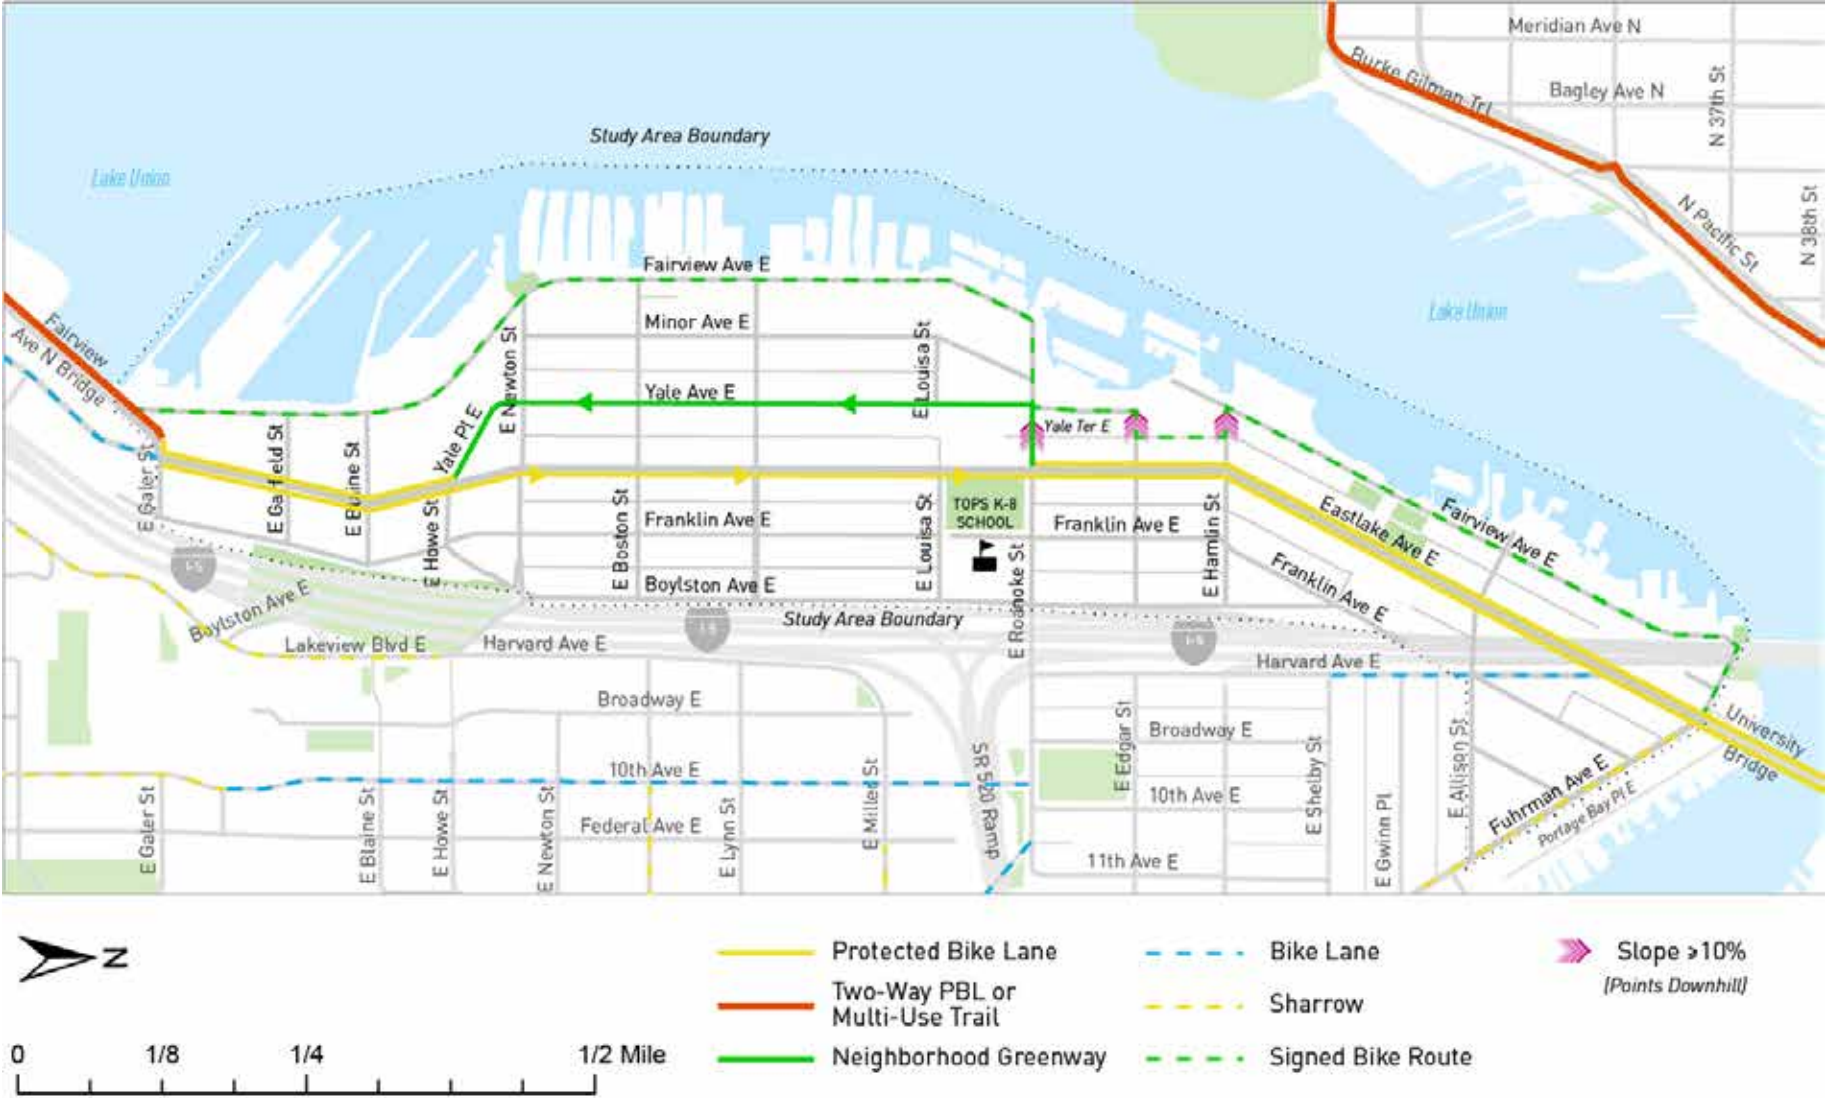 Meridian Ave N
Burke Gilman Trl
Bagley Ave N
N 37th St
Study Area Boundary
Lake Union
N Pacific St
N 38th St
Fairview Ave E
Lake Union
Fairview
Ave N Bridge
Minor Ave E
E Newton St
E Louisa St
Yale Ave E
Yale Pl E
Yale Ter E
E Galer St
E Garfield St
E Blaine St
E Howe St
E Boston St
Franklin Ave E
E Louisa St
TOPS K-8
SCHOOL
Franklin Ave E
E Hamlin St
Eastlake Ave E
Fairview Ave E
Franklin Ave E
I-5
Boylston Ave E
E Roanoke St
Boylston Ave E
I-5
Study Area Boundary
I-5
Lakeview Blvd E
Harvard Ave E
Harvard Ave E
Broadway E
E Edgar St
Broadway E
E Shelby St
E Allison St
University
Bridge
10th Ave E
SR 520 Ramp
10th Ave E
Fuhrman Ave E
Portage Bay Pl E
E Galer St
E Blaine St
E Howe St
E Newton St
Federal Ave E
E Lynn St
E Miller St
11th Ave E
E Gwinn Pl
N
Protected Bike Lane
Two-Way PBL or
Multi-Use Trail
Neighborhood Greenway
Bike Lane
Sharrow
Signed Bike Route
Slope ≥10%
(Points Downhill)
0 1/8 1/4 1/2 Mile